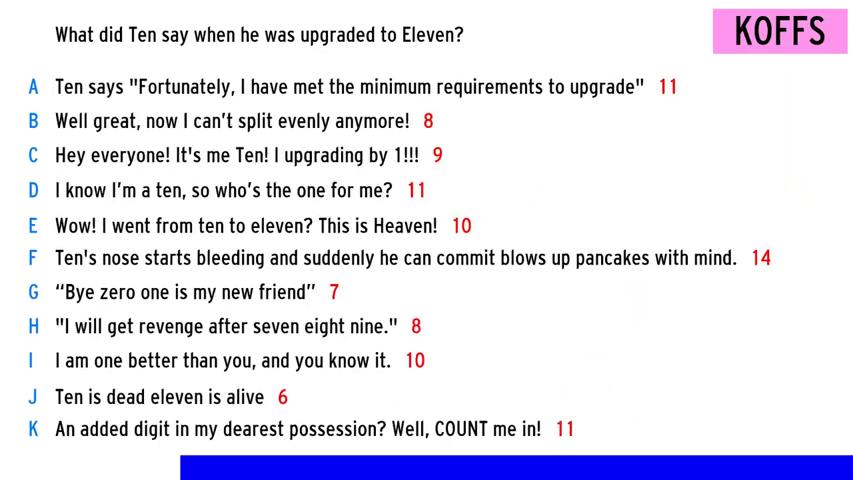 What did Ten say when he was upgraded to Eleven?
KOFFS
A Ten says "Fortunately, I have met the minimum requirements to upgrade" 11
B Well great, now I can't split evenly anymore! 8
C Hey everyone! It's me Ten! I upgrading by 1!!! 9
D I know I'm a ten, so who's the one for me? 11
E Wow! I went from ten to eleven? This is Heaven! 10
F Ten's nose starts bleeding and suddenly he can commit blows up pancakes with mind. 14
G “Bye zero one is my new friend” 7
H "I will get revenge after seven eight nine." 8
I I am one better than you, and you know it. 10
J Ten is dead eleven is alive 6
K An added digit in my dearest possession? Well, COUNT me in! 11